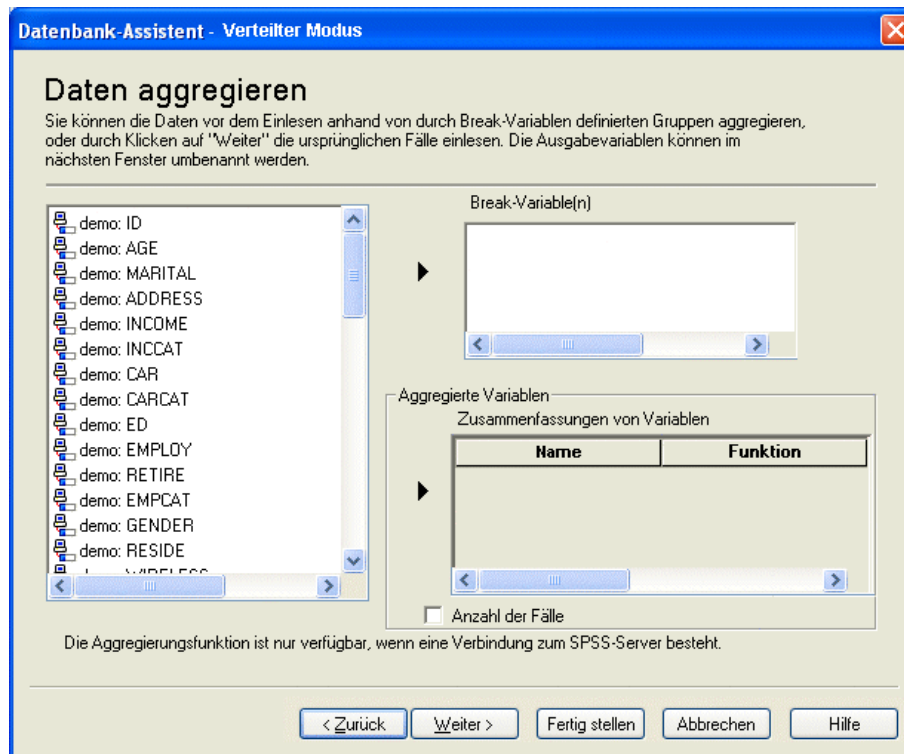 Datenbank-Assistent - Verteilter Modus
Daten aggregieren
Sie können die Daten vor dem Einlesen anhand von durch Break-Variablen definierten Gruppen aggregieren,
oder durch Klicken auf "Weiter" die ursprünglichen Fälle einlesen. Die Ausgabevariablen können im
nächsten Fenster umbenannt werden.
demo: ID
demo: AGE
demo: MARITAL
demo: ADDRESS
demo: INCOME
demo: INCCAT
demo: CAR
demo: CARCAT
demo: ED
demo: EMPLOY
demo: RETIRE
demo: EMPCAT
demo: GENDER
demo: RESIDE
Break-Variable(n)
Aggregierte Variablen
Zusammenfassungen von Variablen
Name Funktion
Anzahl der Fälle
Die Aggregierungsfunktion ist nur verfügbar, wenn eine Verbindung zum SPSS-Server besteht.
< Zurück Weiter > Fertig stellen Abbrechen Hilfe